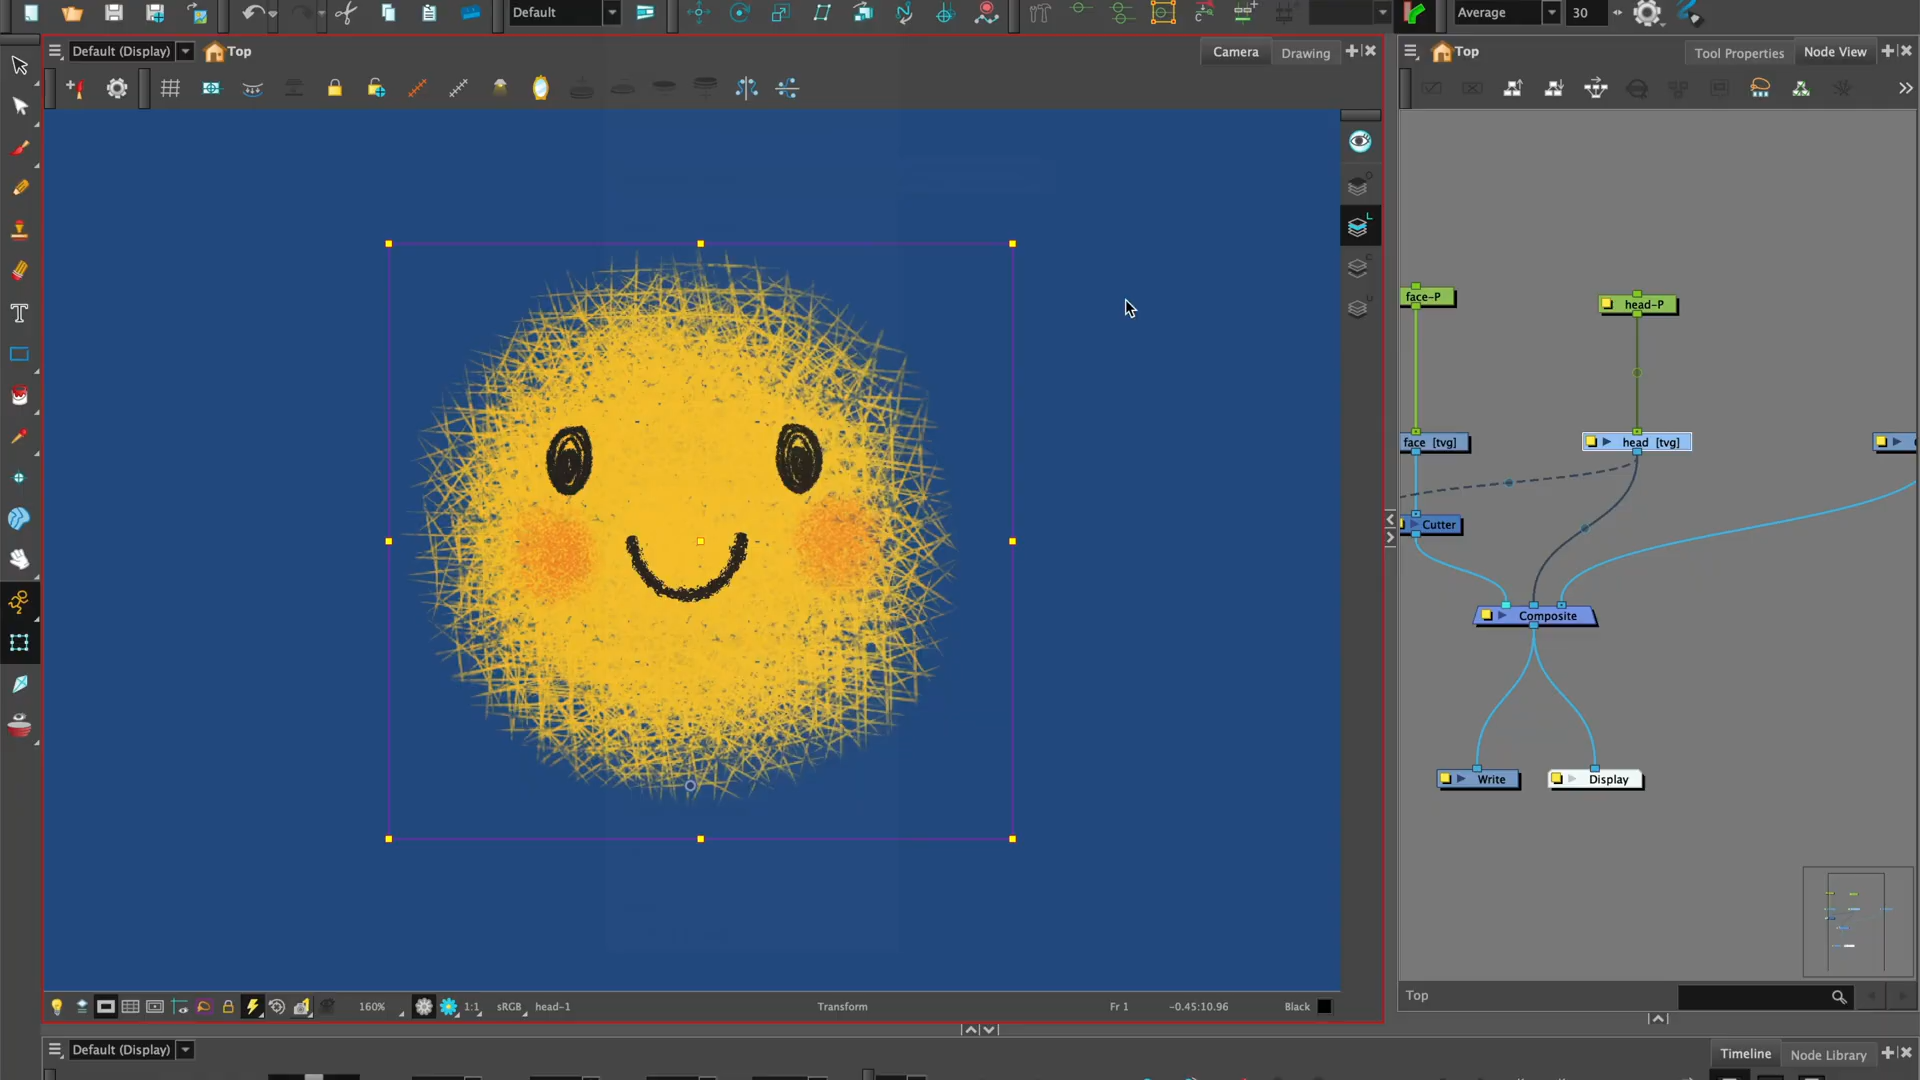 Default
Average
30
Default (Display)
Top
Camera
Drawing
Top
Tool Properties
Node View
O
L
C
U
face-P
head-P
face [tvg]
head [tvg]
Cutter
Composite
Write
Display
160%
1:1
sRGB
head-1
Transform
Fr 1
-0.45:10.96
Black
Top
Default (Display)
Timeline
Node Library